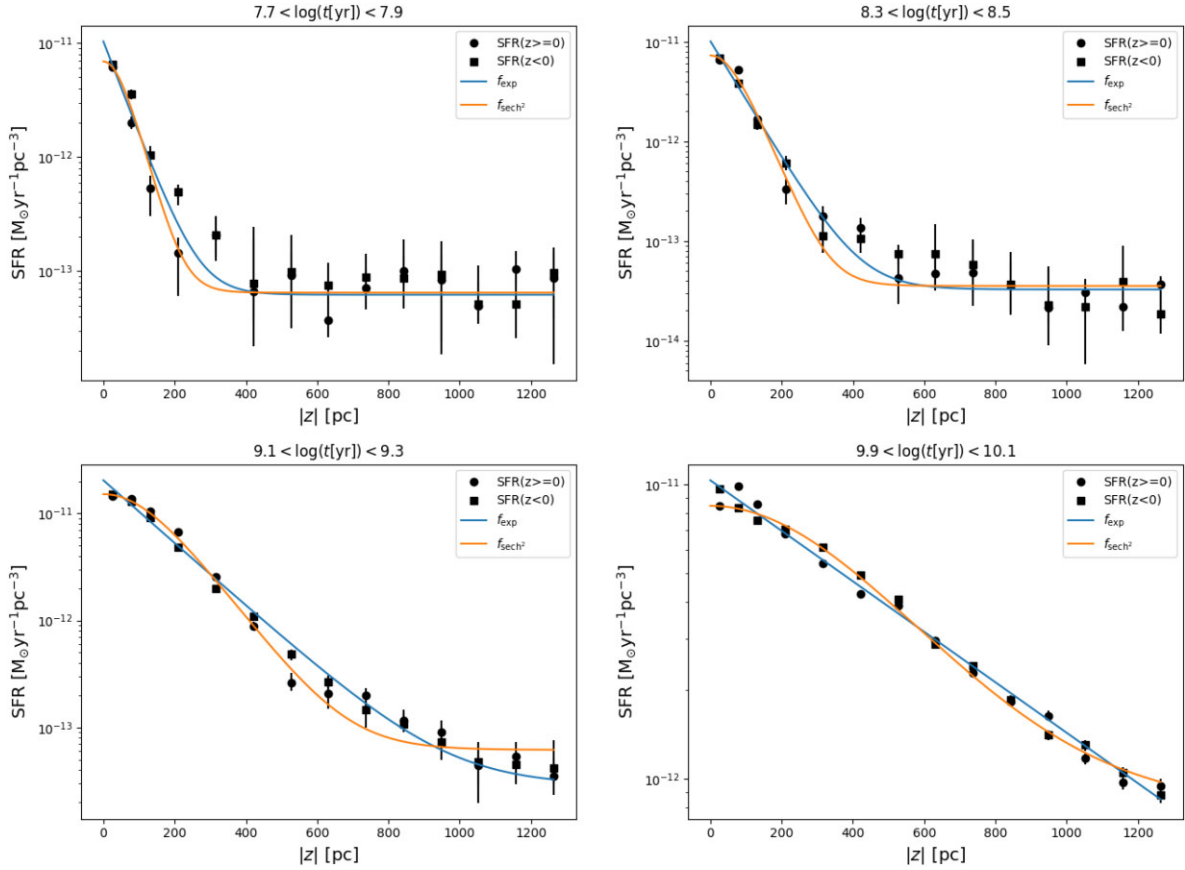 7.7 < log(t[yr]) < 7.9
SFR [M⊙yr⁻¹pc⁻³]
10⁻¹¹
10⁻¹²
10⁻¹³
SFR(z>=0)
SFR(z<0)
f_exp
f_sech²
0 200 400 600 800 1000 1200
|z| [pc]
8.3 < log(t[yr]) < 8.5
SFR [M⊙yr⁻¹pc⁻³]
10⁻¹¹
10⁻¹²
10⁻¹³
10⁻¹⁴
SFR(z>=0)
SFR(z<0)
f_exp
f_sech²
0 200 400 600 800 1000 1200
|z| [pc]
9.1 < log(t[yr]) < 9.3
SFR [M⊙yr⁻¹pc⁻³]
10⁻¹¹
10⁻¹²
10⁻¹³
SFR(z>=0)
SFR(z<0)
f_exp
f_sech²
0 200 400 600 800 1000 1200
|z| [pc]
9.9 < log(t[yr]) < 10.1
SFR [M⊙yr⁻¹pc⁻³]
10⁻¹¹
10⁻¹²
SFR(z>=0)
SFR(z<0)
f_exp
f_sech²
0 200 400 600 800 1000 1200
|z| [pc]